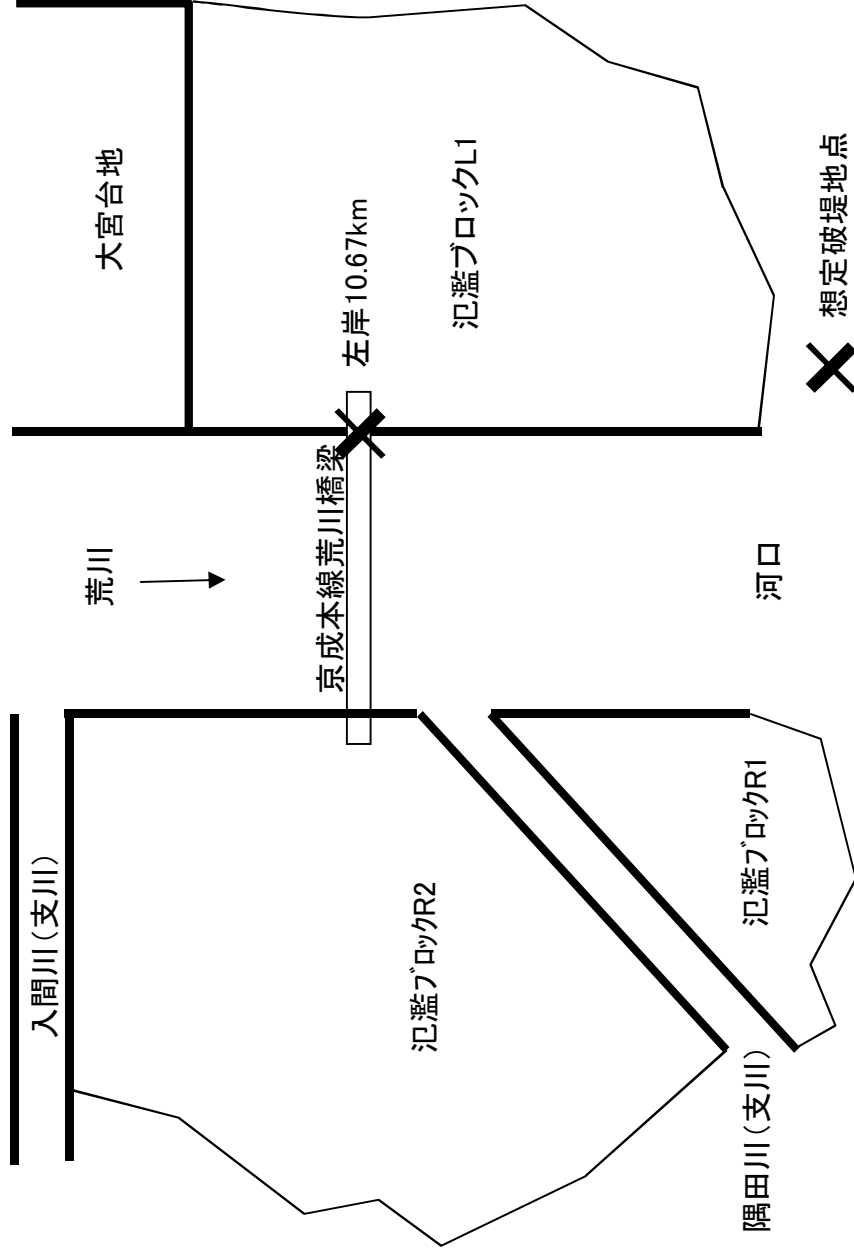 大宮台地
左岸10.67km
氾濫ブロックL1
想定破堤地点
荒川
京成本線荒川橋梁
河口
入間川(支川)
氾濫ブロックR2
氾濫ブロックR1
隅田川(支川)